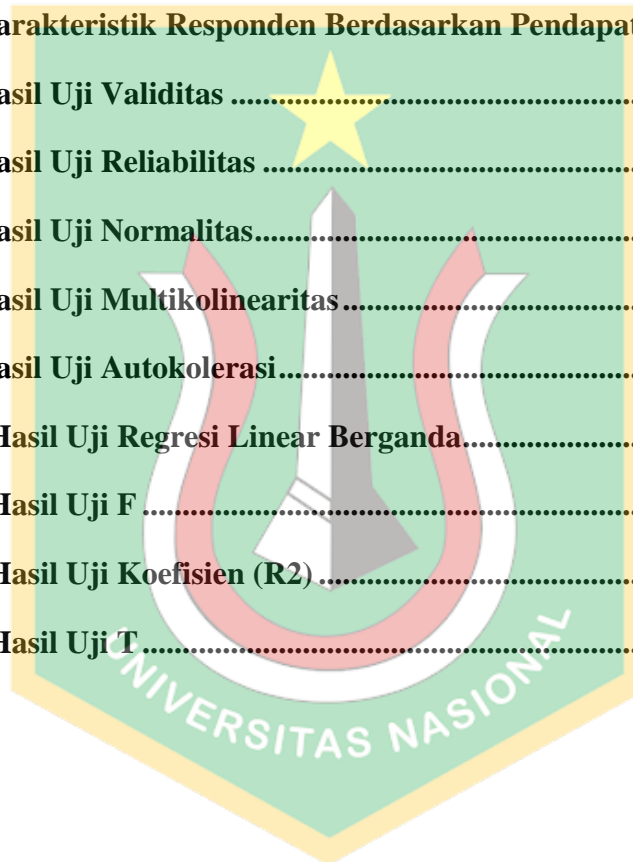 arakteristik Responden Berdasarkan Pendapat
asil Uji Validitas ........................................................
asil Uji Reliabilitas ........................................................
asil Uji Normalitas........................................................
asil Uji Multikolinearitas........................................................
asil Uji Autokolerasi........................................................
Hasil Uji Regresi Linear Berganda........................................................
Hasil Uji F ........................................................
Hasil Uji Koefisien (R2) ........................................................
Hasil Uji T ........................................................
UNIVERSITAS NASIONAL